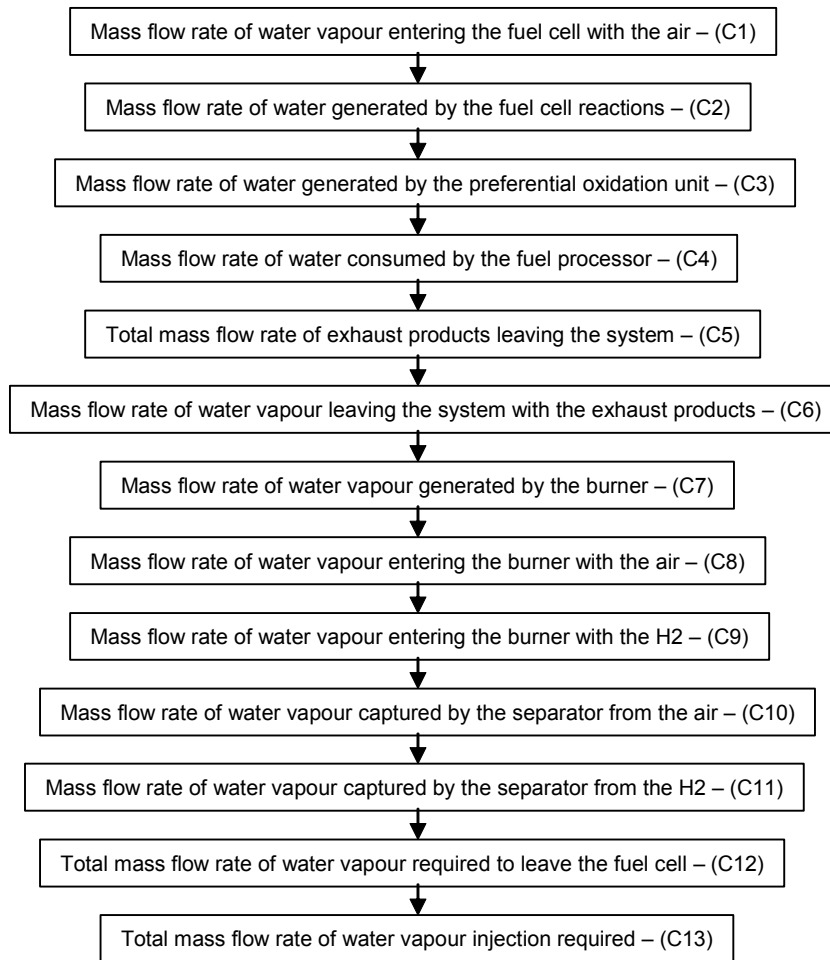 Mass flow rate of water vapour entering the fuel cell with the air – (C1)
Mass flow rate of water generated by the fuel cell reactions – (C2)
Mass flow rate of water generated by the preferential oxidation unit – (C3)
Mass flow rate of water consumed by the fuel processor – (C4)
Total mass flow rate of exhaust products leaving the system – (C5)
Mass flow rate of water vapour leaving the system with the exhaust products – (C6)
Mass flow rate of water vapour generated by the burner – (C7)
Mass flow rate of water vapour entering the burner with the air – (C8)
Mass flow rate of water vapour entering the burner with the H2 – (C9)
Mass flow rate of water vapour captured by the separator from the air – (C10)
Mass flow rate of water vapour captured by the separator from the H2 – (C11)
Total mass flow rate of water vapour required to leave the fuel cell – (C12)
Total mass flow rate of water vapour injection required – (C13)